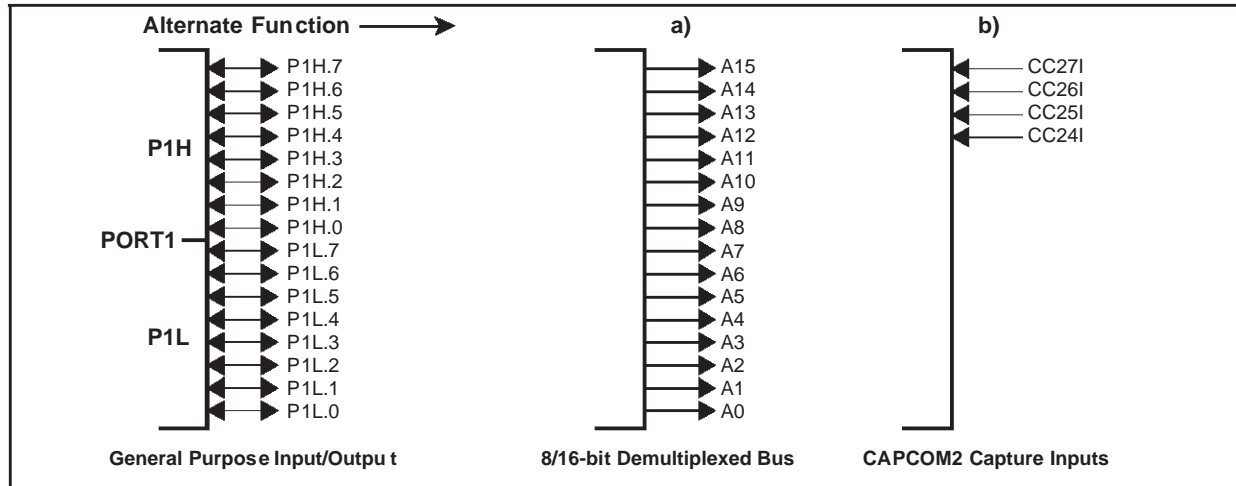 Alternate Function a) b)
P1H.7 A15 CC27I
P1H.6 A14 CC26I
P1H.5 A13 CC25I
P1H.4 A12 CC24I
P1H P1H.3 A11
P1H.2 A10
P1H.1 A9
P1H.0 A8
PORT1 P1L.7 A7
P1L.6 A6
P1L.5 A5
P1L.4 A4
P1L P1L.3 A3
P1L.2 A2
P1L.1 A1
P1L.0 A0
General Purpose Input/Output 8/16-bit Demultiplexed Bus CAPCOM2 Capture Inputs